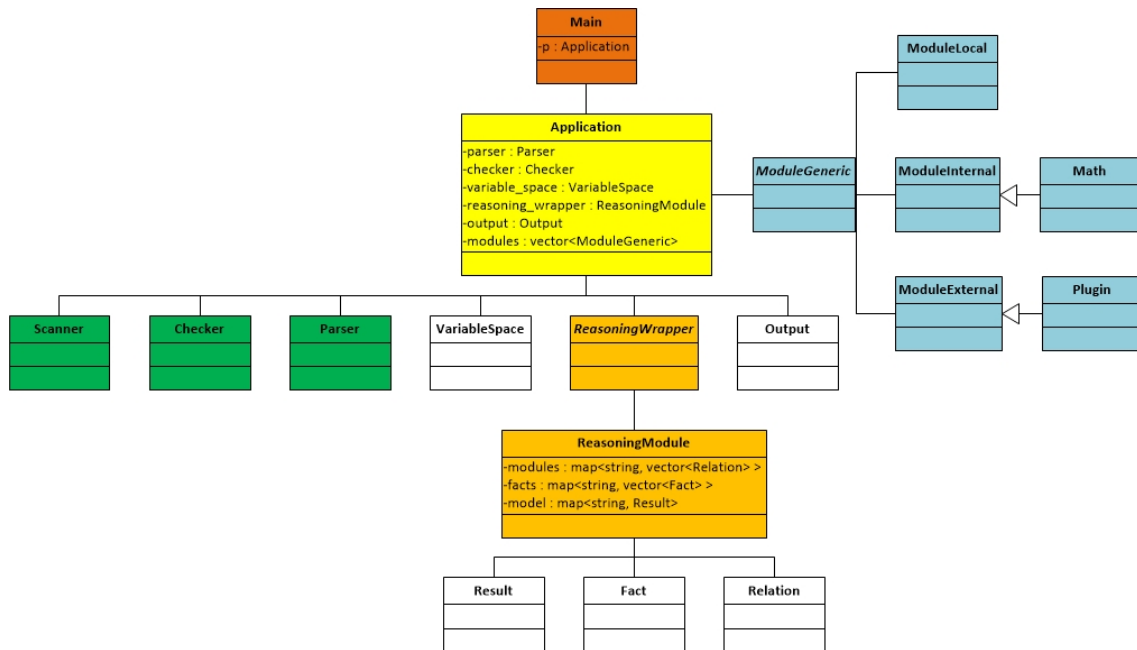 Main
-p : Application
ModuleLocal
Application
-parser : Parser
-checker : Checker
-variable_space : VariableSpace
-reasoning_wrapper : ReasoningModule
-output : Output
-modules : vector<ModuleGeneric>
ModuleGeneric
ModuleInternal
Math
ModuleExternal
Plugin
Scanner
Checker
Parser
VariableSpace
ReasoningWrapper
Output
ReasoningModule
-modules : map<string, vector<Relation> >
-facts : map<string, vector<Fact> >
-model : map<string, Result>
Result
Fact
Relation